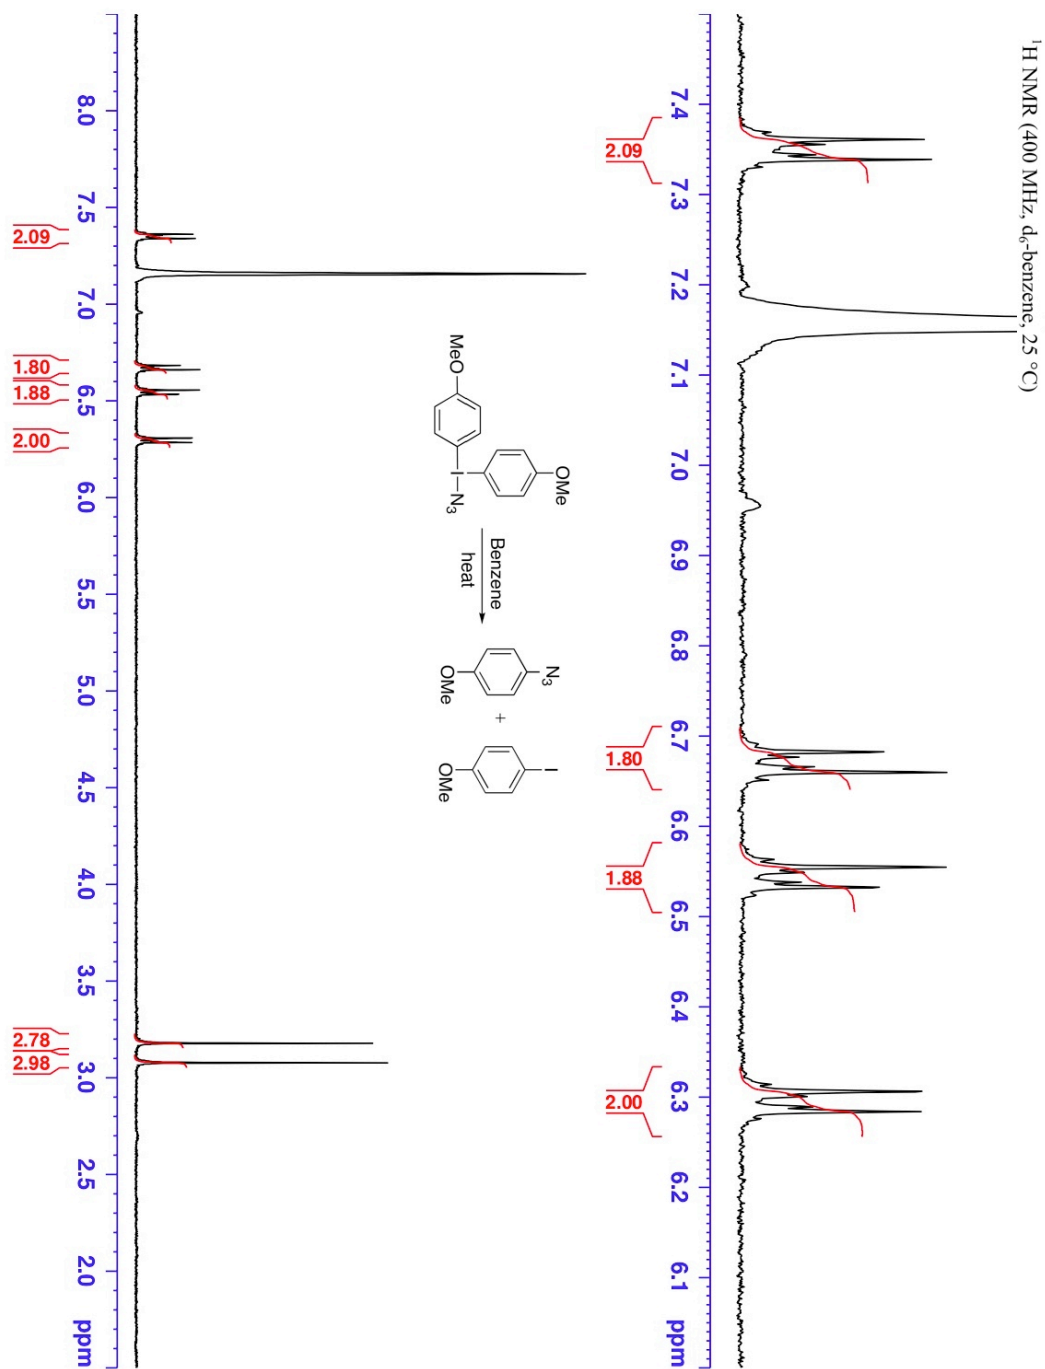 ¹H NMR (400 MHz, d₆-benzene, 25 °C)
7.4 7.3 7.2 7.1 7.0 6.9 6.8 6.7 6.6 6.5 6.4 6.3 6.2 6.1 ppm
2.09 1.80 1.88 2.00
OMe
MeO
I
N₃
Benzene
heat
N₃
OMe
+
I
OMe
8.0 7.5 7.0 6.5 6.0 5.5 5.0 4.5 4.0 3.5 3.0 2.5 2.0 ppm
2.09 1.80 1.88 2.00 2.78 2.98